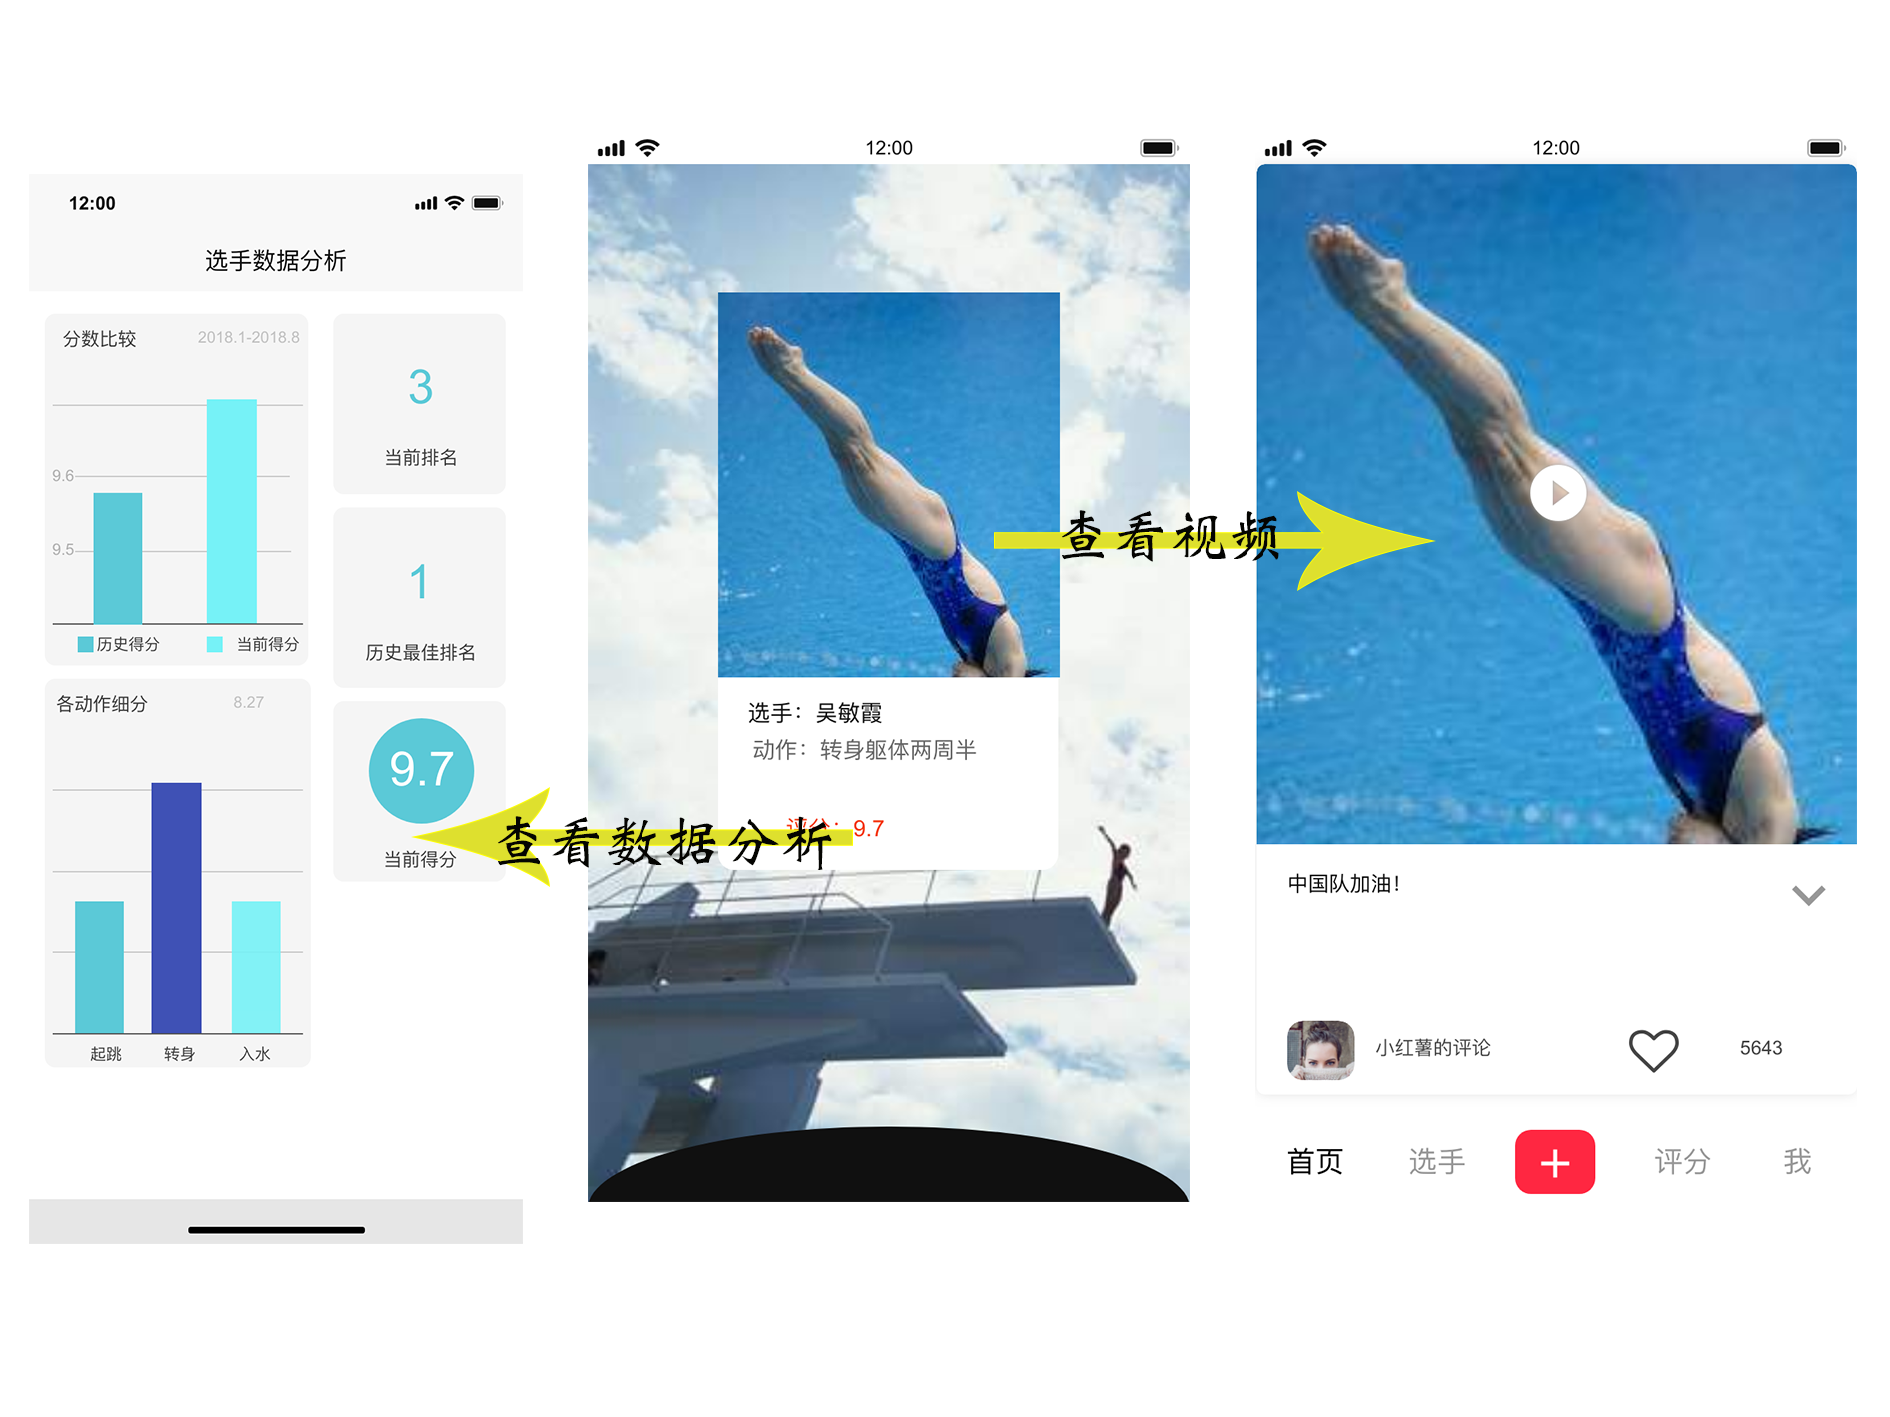 12:00
选手数据分析
分数比较
2018.1-2018.8
9.6
9.5
历史得分
当前得分
3
当前排名
1
历史最佳排名
9.7
当前得分
各动作细分
8.27
起跳
转身
入水
12:00
选手：吴敏霞
动作：转身躯体两周半
评分：9.7
查看数据分析
查看视频
12:00
中国队加油！
小红薯的评论
5643
首页
选手
+
评分
我